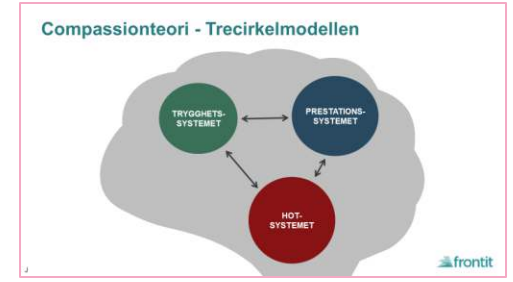 Compassionteori - Trecirkelmodellen
TRYGGHETS-
SYSTEMET
PRESTATIONS-
SYSTEMET
HOT-
SYSTEMET
frontit